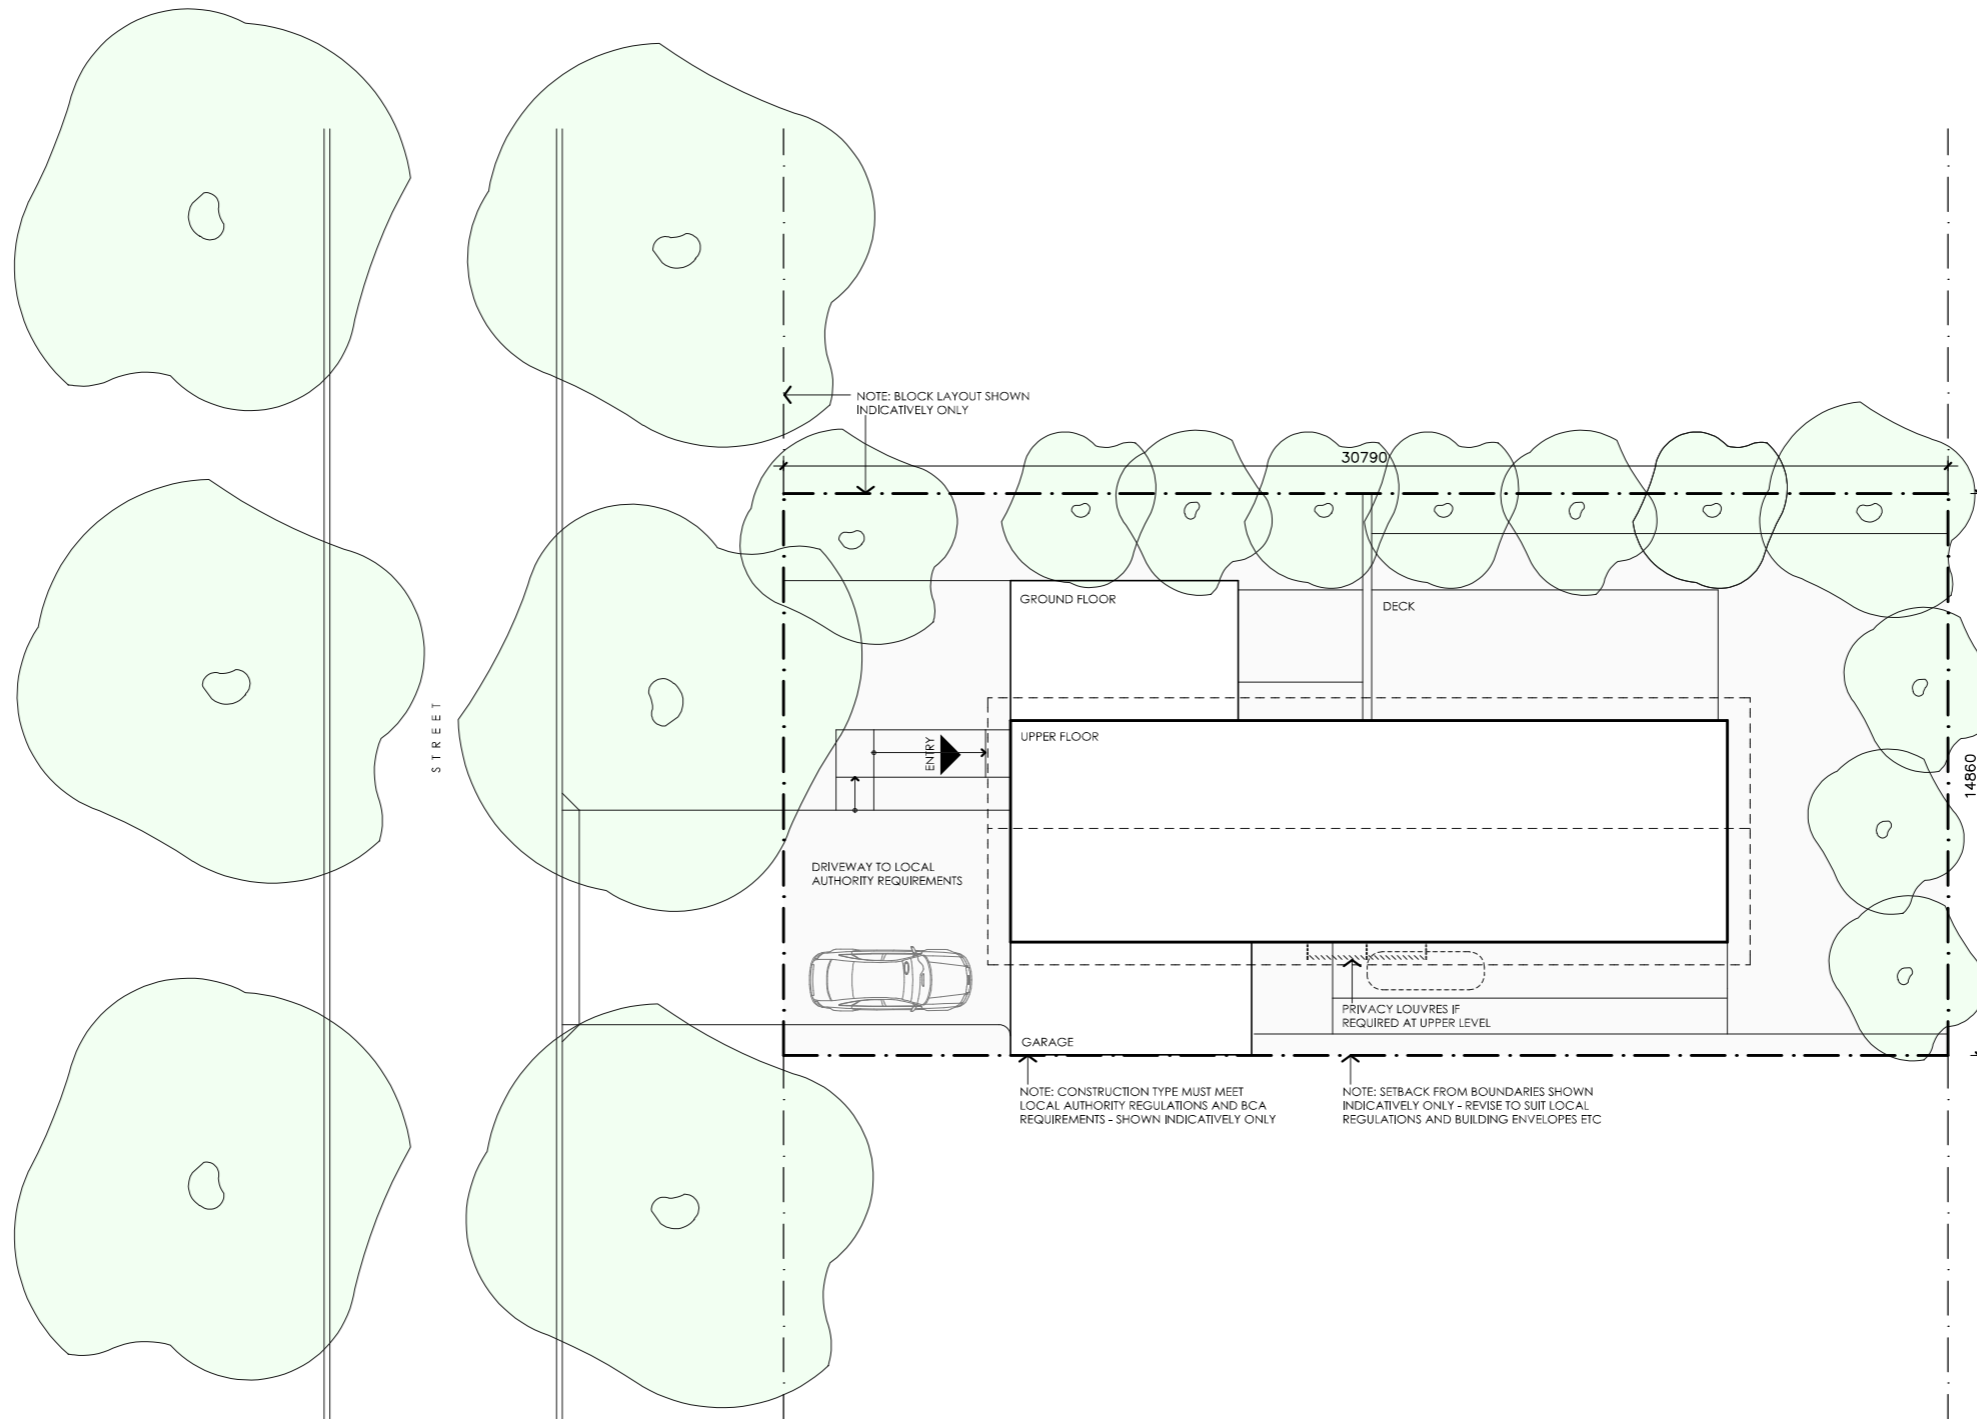 NOTE: BLOCK LAYOUT SHOWN
INDICATIVELY ONLY
30790
GROUND FLOOR
DECK
STREET
ENTRY
UPPER FLOOR
14860
DRIVEWAY TO LOCAL
AUTHORITY REQUIREMENTS
PRIVACY LOUVRES IF
REQUIRED AT UPPER LEVEL
GARAGE
NOTE: CONSTRUCTION TYPE MUST MEET
LOCAL AUTHORITY REGULATIONS AND BCA
REQUIREMENTS - SHOWN INDICATIVELY ONLY
NOTE: SETBACK FROM BOUNDARIES SHOWN
INDICATIVELY ONLY - REVISE TO SUIT LOCAL
REGULATIONS AND BUILDING ENVELOPES ETC